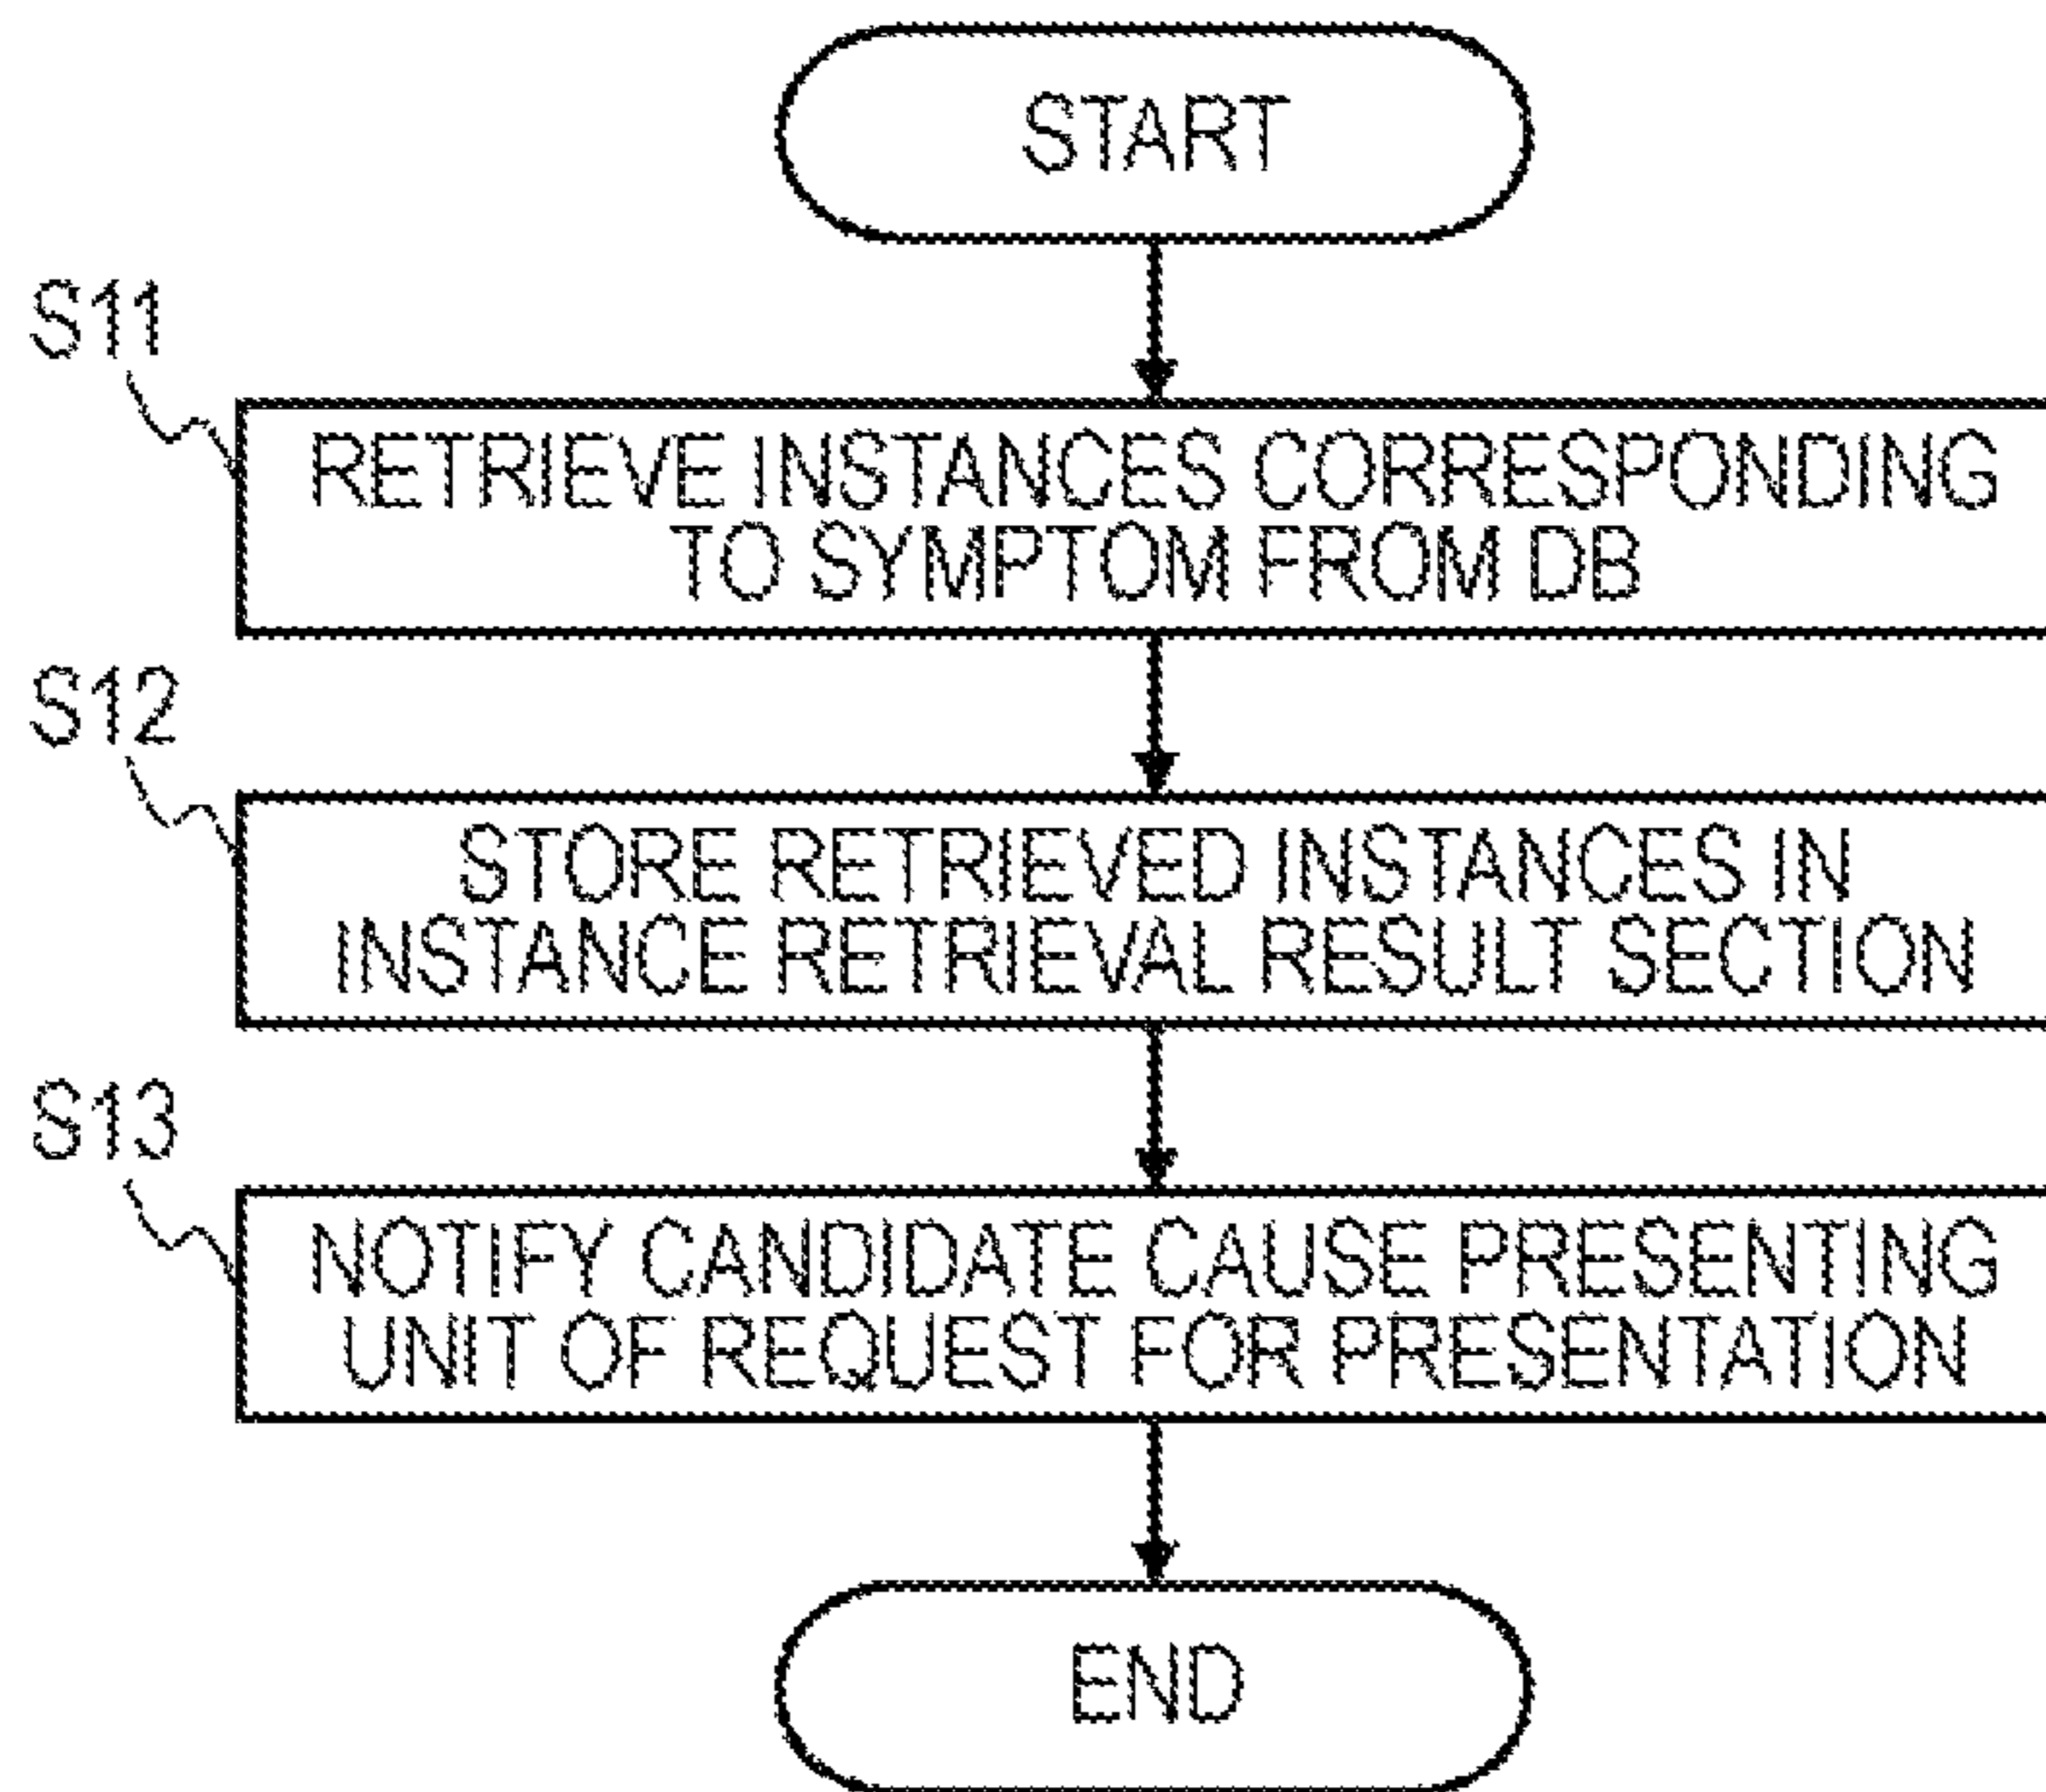 START
S11
RETRIEVE INSTANCES CORRESPONDING
TO SYMPTOM FROM DB
S12
STORE RETRIEVED INSTANCES IN
INSTANCE RETRIEVAL RESULT SECTION
S13
NOTIFY CANDIDATE CAUSE PRESENTING
UNIT OF REQUEST FOR PRESENTATION
END